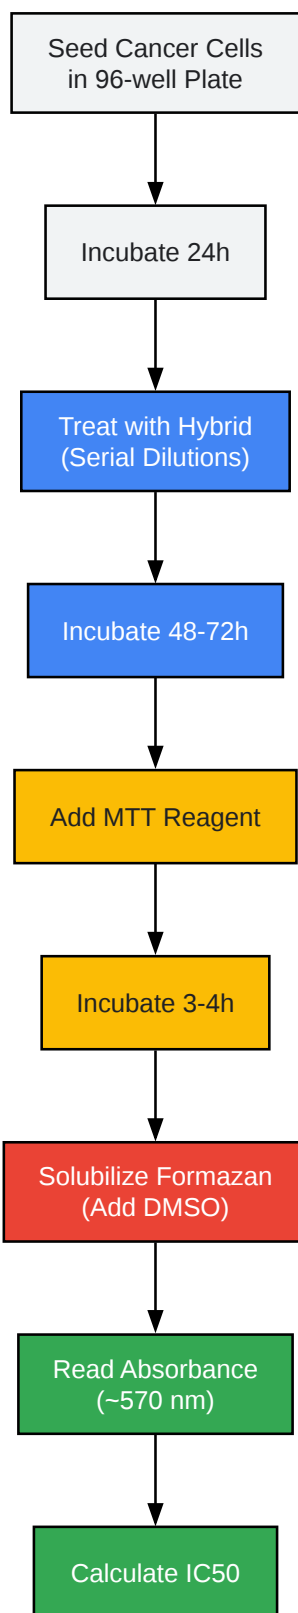 Seed Cancer Cells
in 96-well Plate
Incubate 24h
Treat with Hybrid
(Serial Dilutions)
Incubate 48-72h
Add MTT Reagent
Incubate 3-4h
Solubilize Formazan
(Add DMSO)
Read Absorbance
(~570 nm)
Calculate IC50